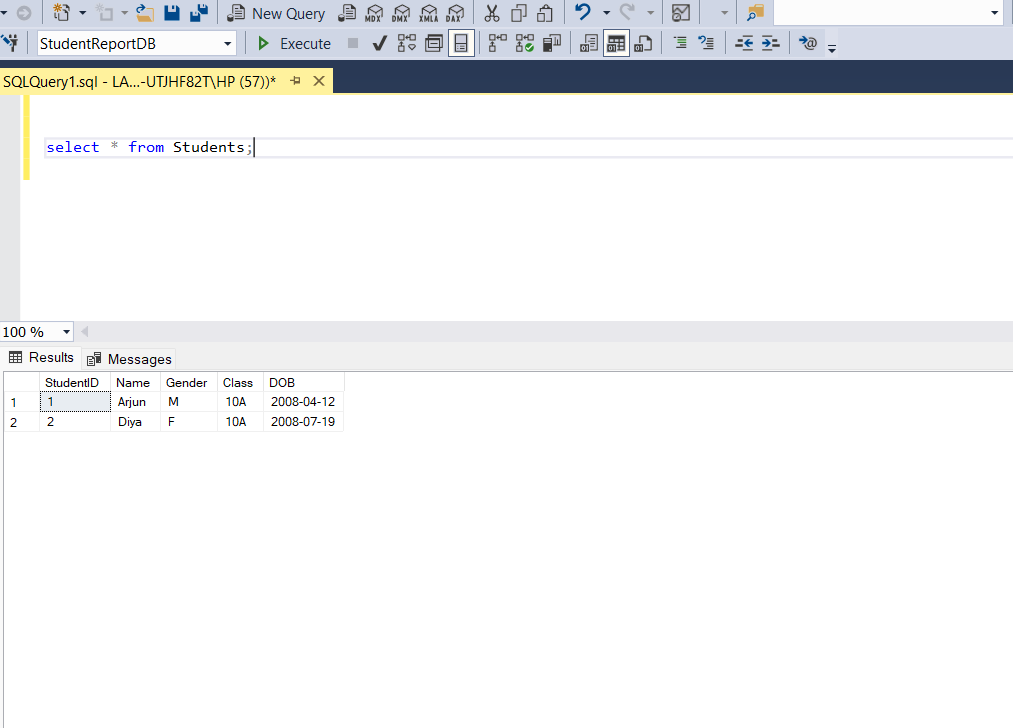 New Query MDX DMX XMLA DAX
StudentReportDB Execute
SQLQuery1.sql - LA...-UTJHF82T\HP (57))*
select * from Students;
100 %
Results Messages
StudentID Name Gender Class DOB
1 1 Arjun M 10A 2008-04-12
2 2 Diya F 10A 2008-07-19